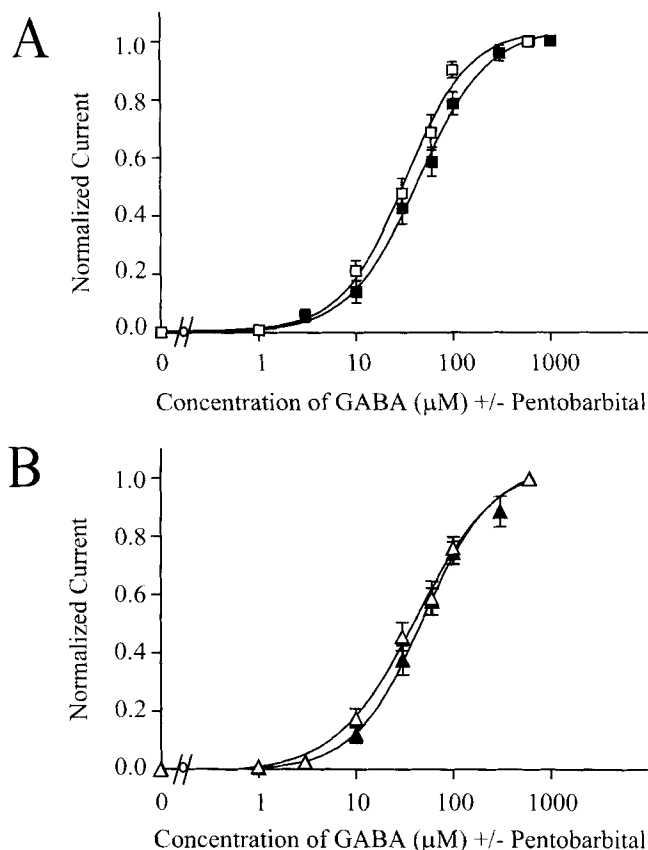 A
Normalized Current
1.0
0.8
0.6
0.4
0.2
0.0
0 1 10 100 1000
Concentration of GABA (μM) +/- Pentobarbital
B
Normalized Current
1.0
0.8
0.6
0.4
0.2
0.0
0 1 10 100 1000
Concentration of GABA (μM) +/- Pentobarbital